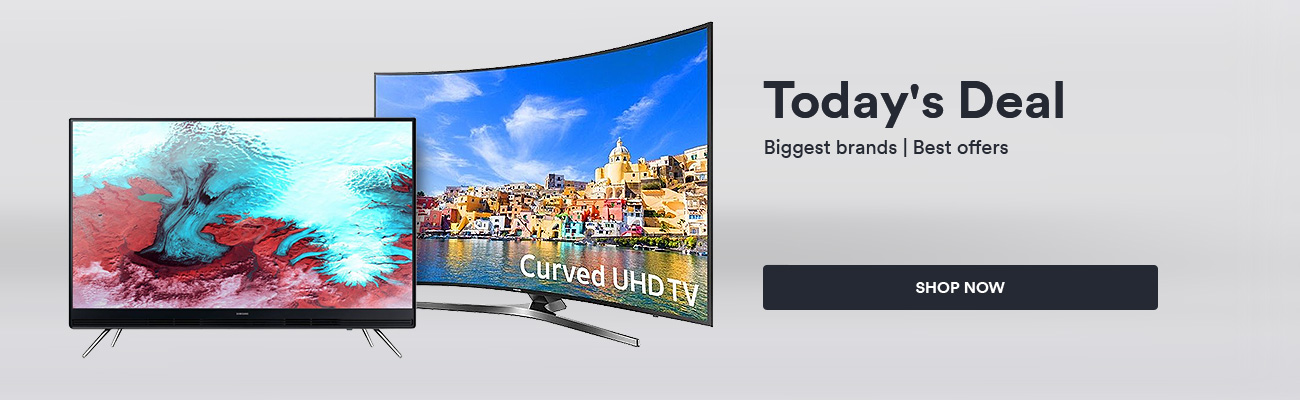 Today's Deal
Biggest brands | Best offers
Curved UHD TV
SHOP NOW